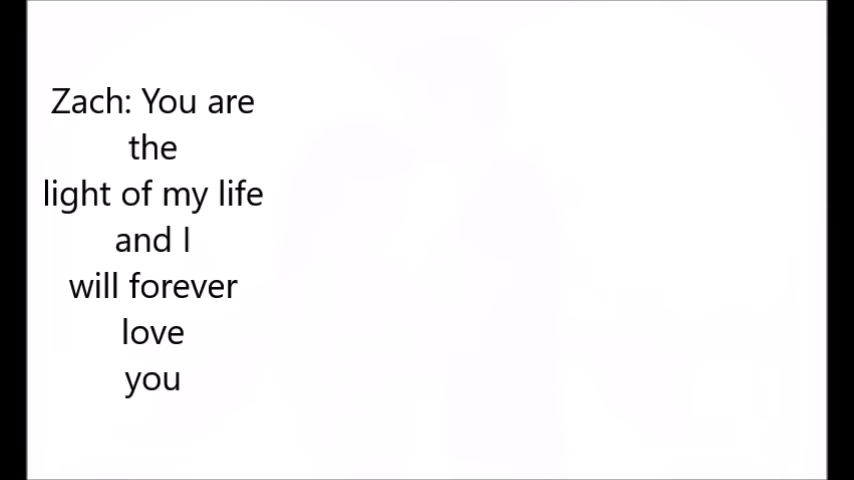 Zach: You are
the
light of my life
and I
will forever
love
you